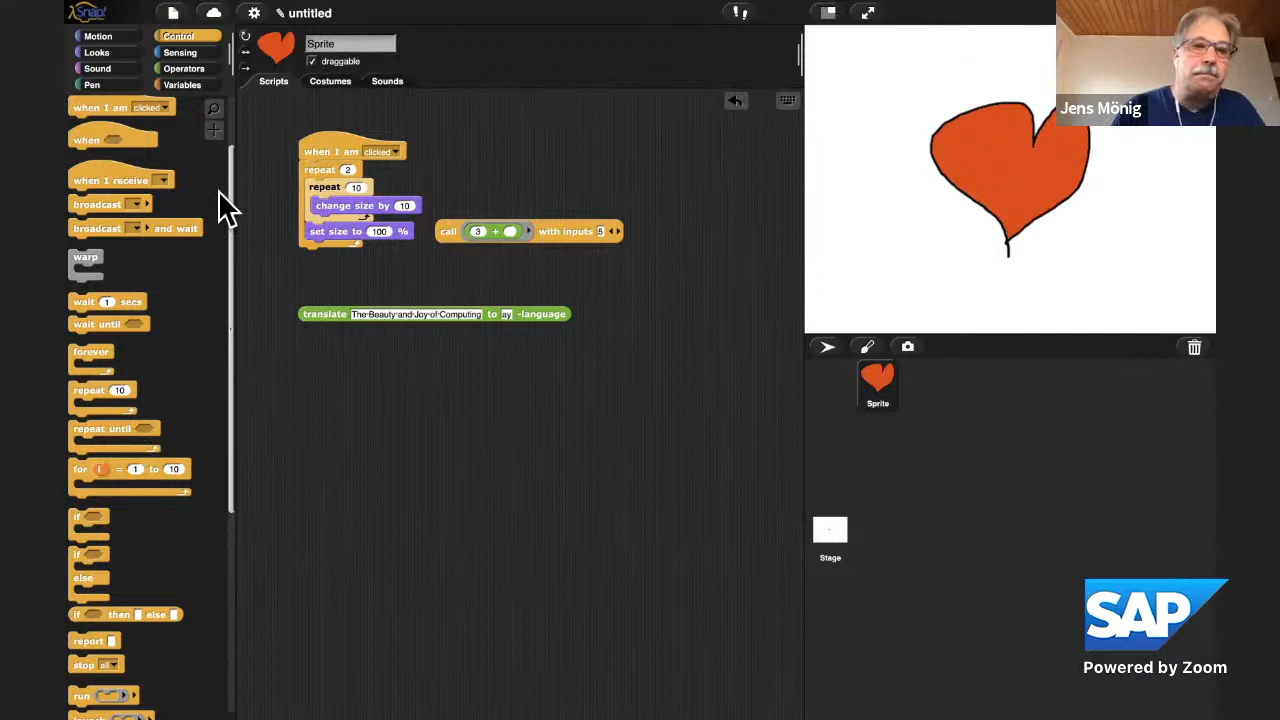 Snap!
untitled
Motion
Control
Looks
Sensing
Sound
Operators
Pen
Variables
when I am clicked
when
when I receive
broadcast
broadcast and wait
warp
wait 1 secs
wait until
forever
repeat 10
repeat until
for i = 1 to 10
if
if
else
if then else
report
stop all
run
Sprite
draggable
Scripts
Costumes
Sounds
when I am clicked
repeat 2
repeat 10
change size by 10
set size to 100 %
call 3 + with inputs 5
translate The·Beauty·and·Joy·of·Computing to ay -language
Sprite
Stage
Jens Mönig
SAP
Powered by Zoom